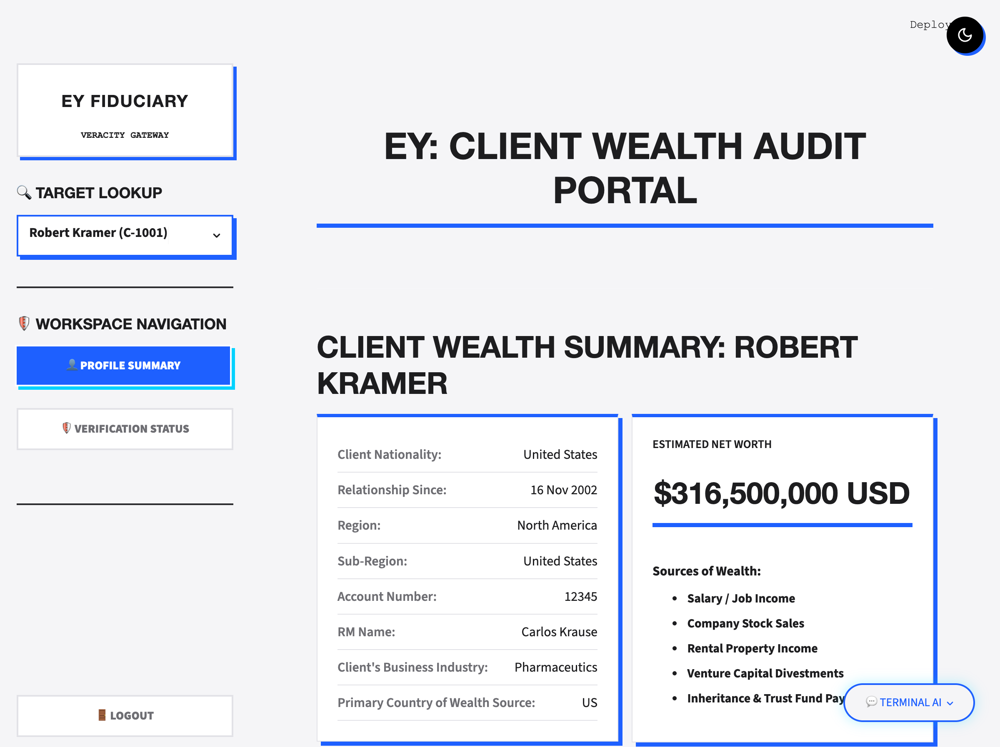 Deploy
EY FIDUCIARY
VERACITY GATEWAY
TARGET LOOKUP
Robert Kramer (C-1001)
WORKSPACE NAVIGATION
PROFILE SUMMARY
VERIFICATION STATUS
LOGOUT
EY: CLIENT WEALTH AUDIT
PORTAL
CLIENT WEALTH SUMMARY: ROBERT
KRAMER
Client Nationality: United States
Relationship Since: 16 Nov 2002
Region: North America
Sub-Region: United States
Account Number: 12345
RM Name: Carlos Krause
Client's Business Industry: Pharmaceutics
Primary Country of Wealth Source: US
ESTIMATED NET WORTH
$316,500,000 USD
Sources of Wealth:
• Salary / Job Income
• Company Stock Sales
• Rental Property Income
• Venture Capital Divestments
• Inheritance & Trust Fund Pay
TERMINAL AI